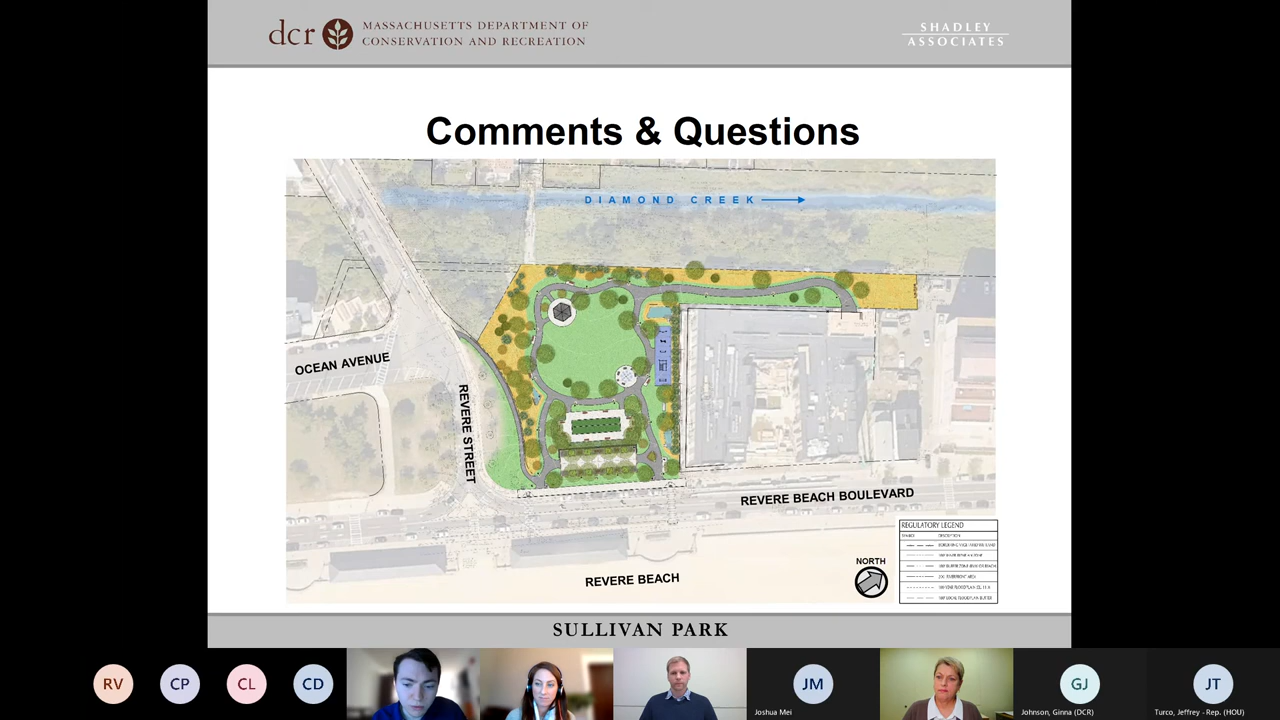 dcr
MASSACHUSETTS DEPARTMENT OF
CONSERVATION AND RECREATION
SHADLEY
ASSOCIATES
Comments & Questions
DIAMOND CREEK
OCEAN AVENUE
REVERE STREET
REVERE BEACH BOULEVARD
REVERE BEACH
NORTH
REGULATORY LEGEND
DESCRIPTION
SULLIVAN PARK
RV
CP
CL
CD
JM
Joshua Mei
GJ
Johnson, Ginna (DCR)
JT
Turco, Jeffrey - Rep. (HOU)